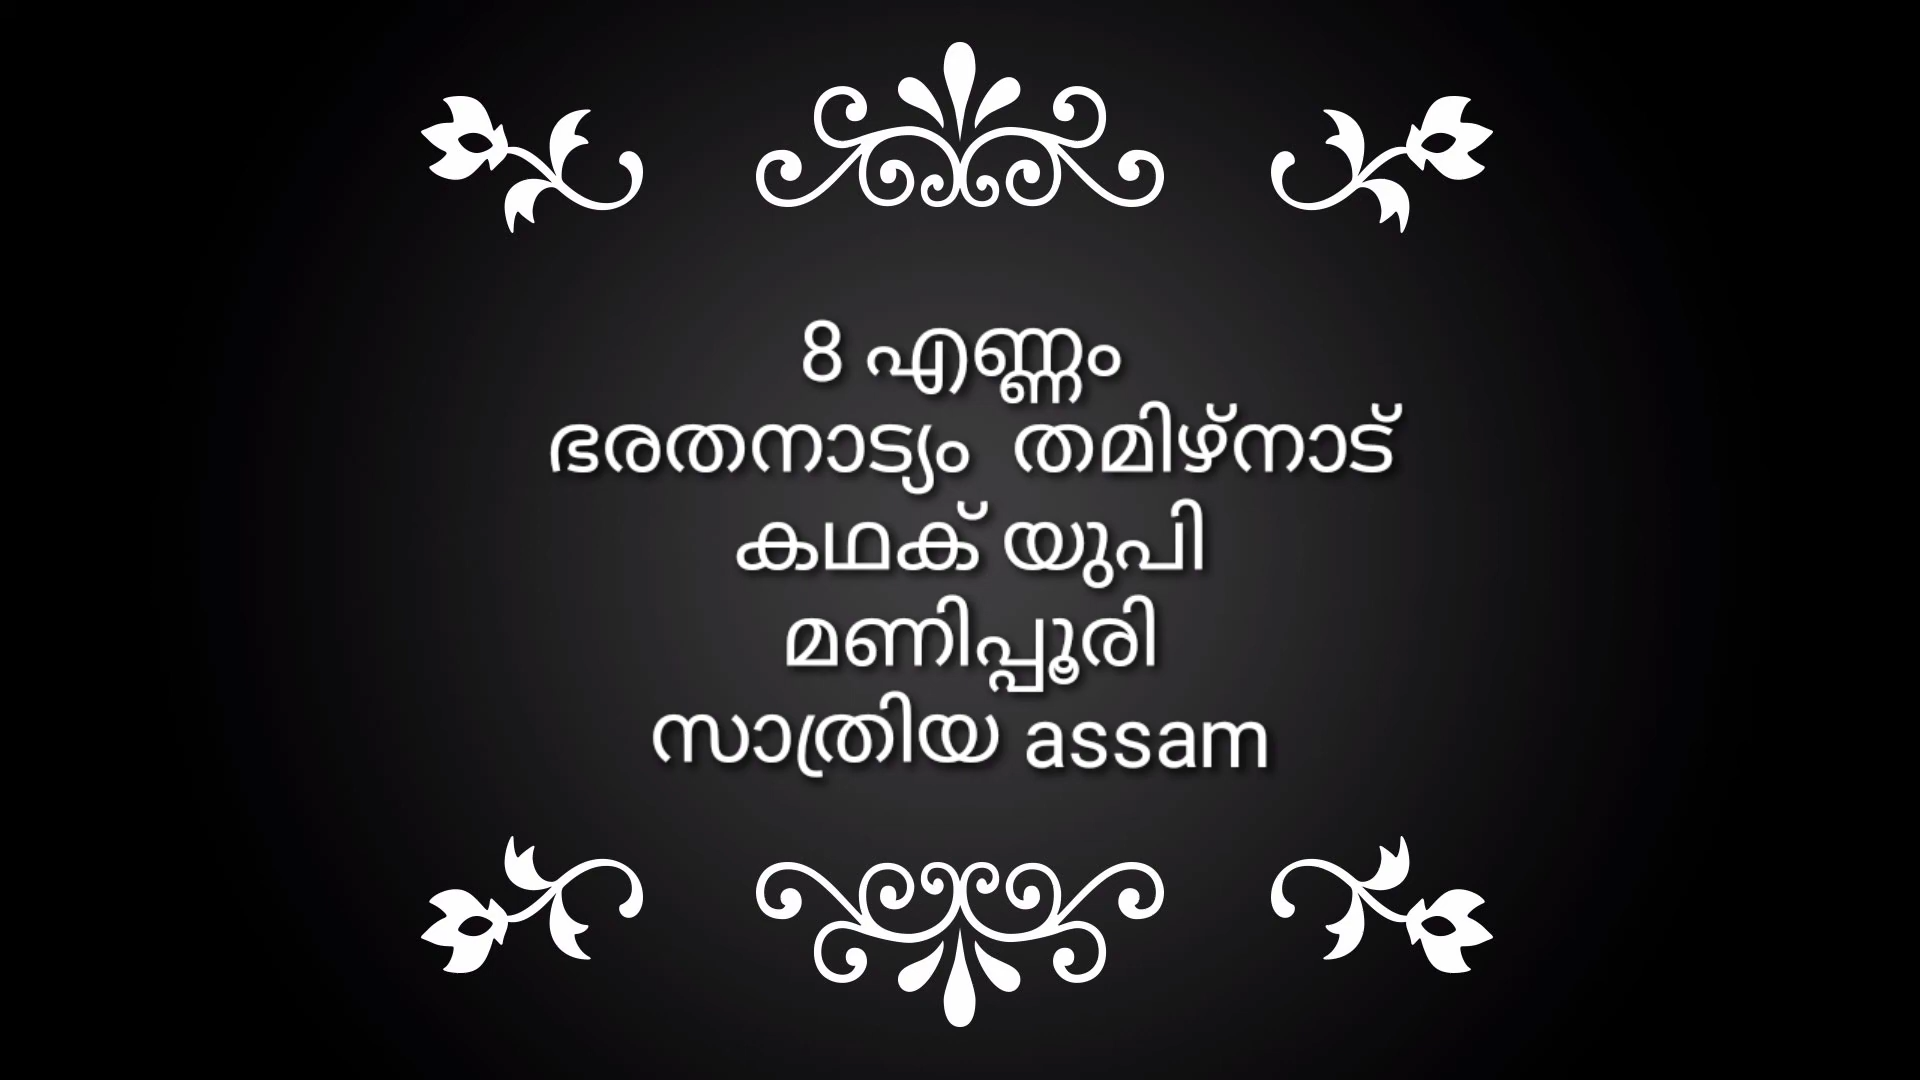 8 എണ്ണം
ഭരതനാട്യം തമിഴ്നാട്
കഥക് യുപി
മണിപ്പൂരി
സാത്രിയ assam